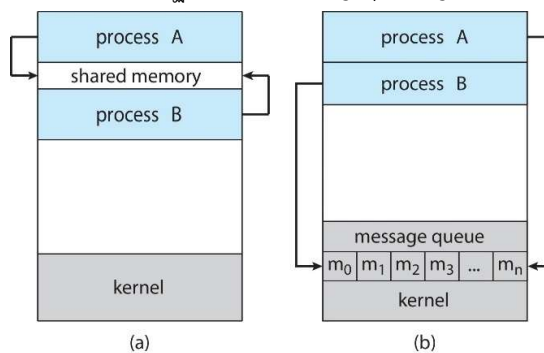 process A
shared memory
process B
kernel
(a)
process A
process B
message queue
m0 m1 m2 m3 ... mn
kernel
(b)